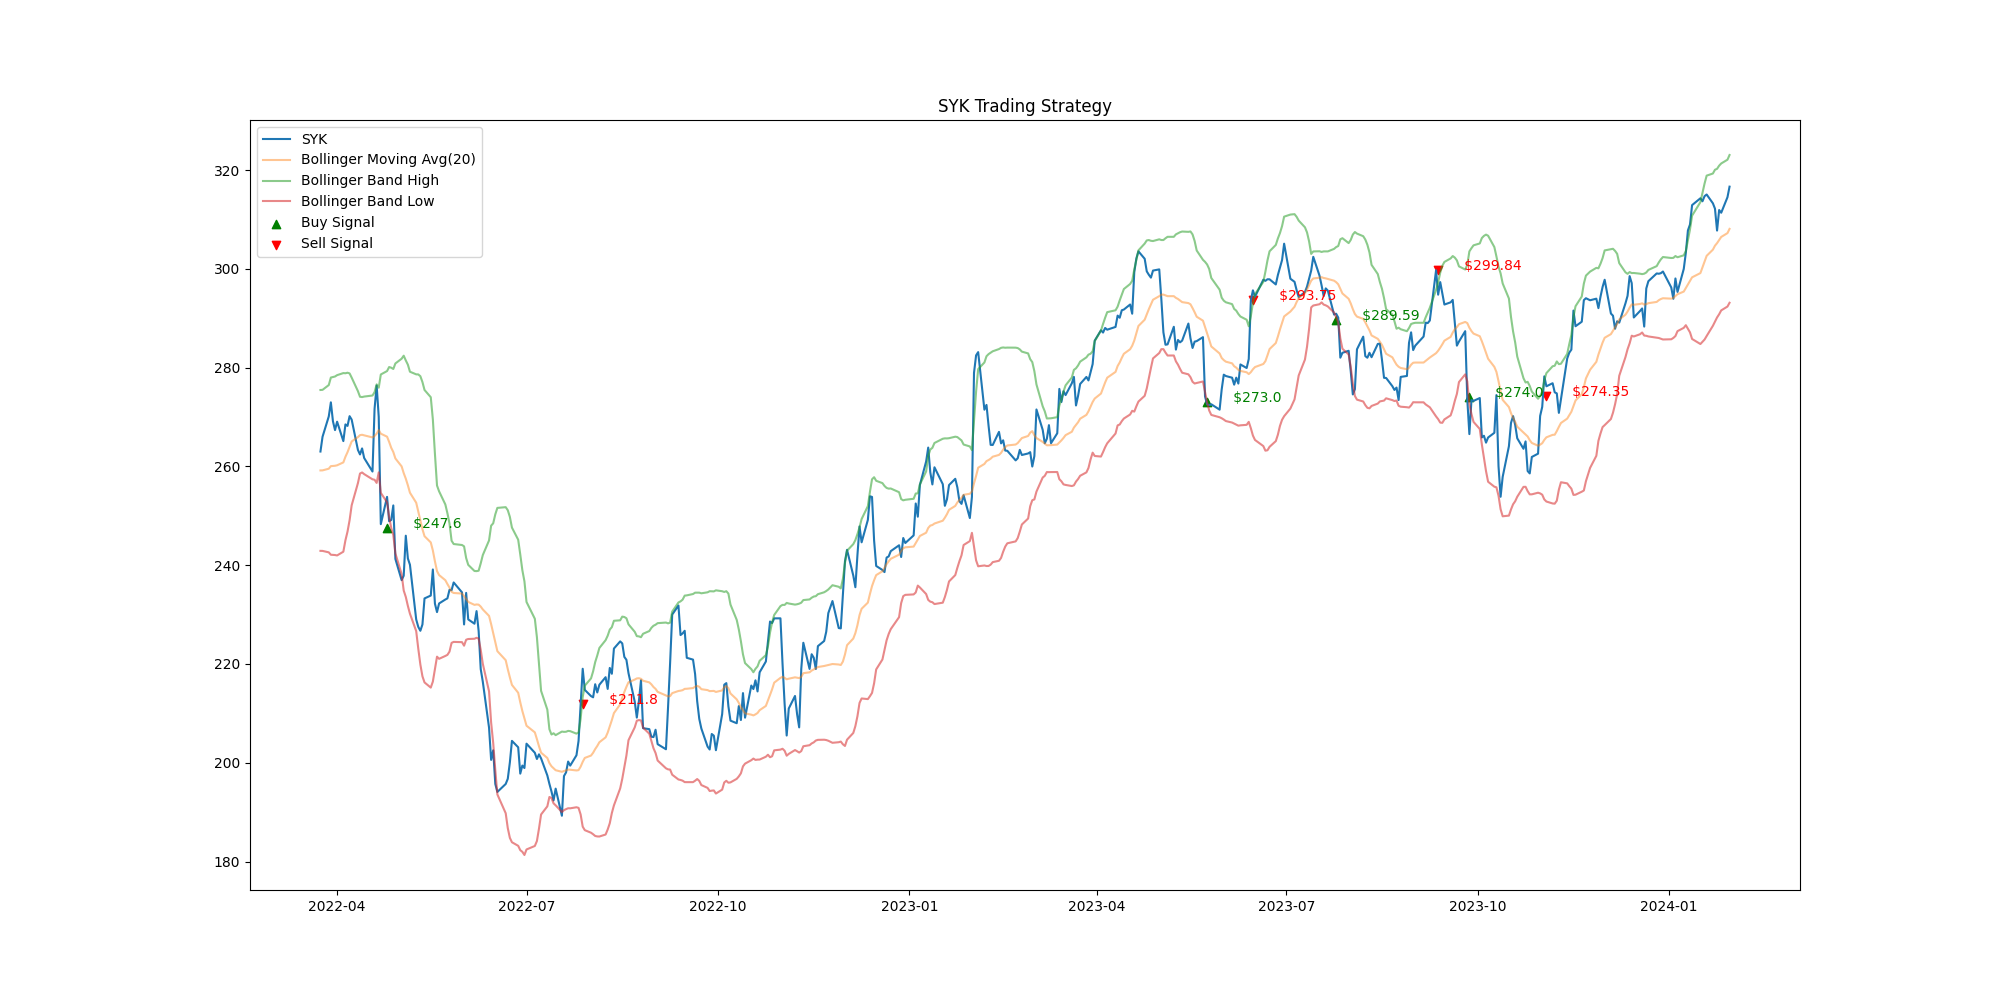 SYK Trading Strategy
SYK
Bollinger Moving Avg(20)
Bollinger Band High
Bollinger Band Low
Buy Signal
Sell Signal
320
300
280
260
240
220
200
180
$247.6
$211.8
$273.0
$293.75
$289.59
$299.84
$274.0
$274.35
2022-04 2022-07 2022-10 2023-01 2023-04 2023-07 2023-10 2024-01